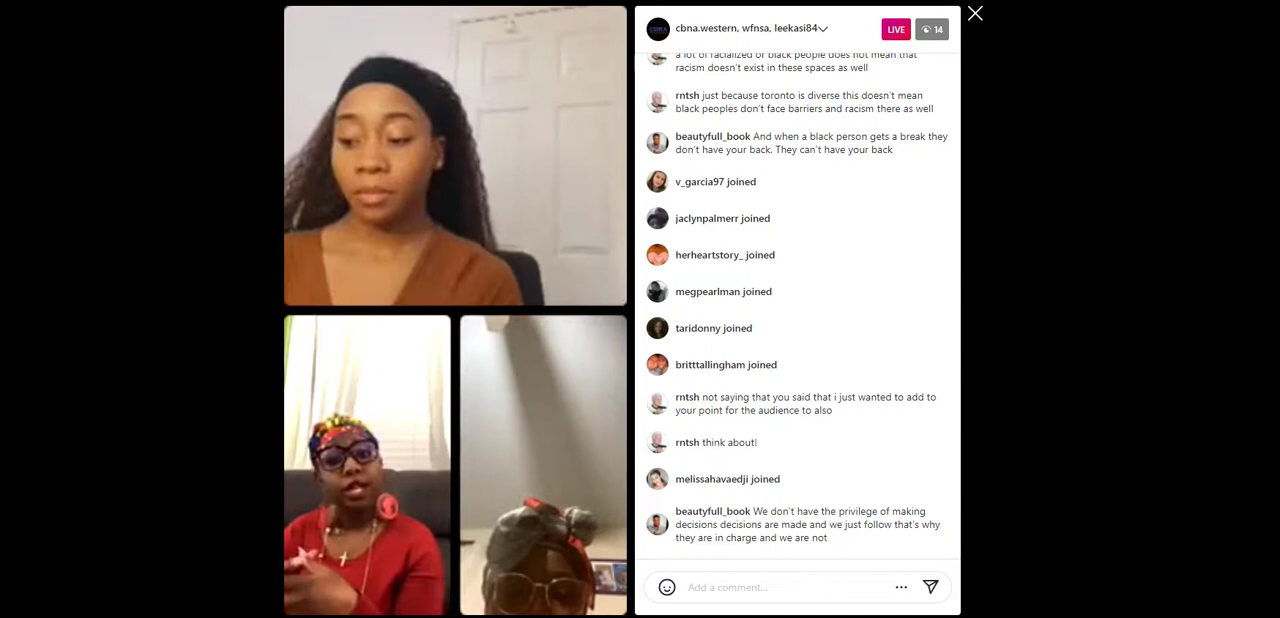 cbna.western, wfnsa, leekasi84
LIVE
14
a lot of racialized or black people does not mean that
racism doesn't exist in these spaces as well
rntsh just because toronto is diverse this doesn't mean
black peoples don't face barriers and racism there as well
beautyfull_book And when a black person gets a break they
don't have your back. They can't have your back
v_garcia97 joined
jaclynpalmerr joined
herheartstory_ joined
megpearlman joined
taridonny joined
britttallingham joined
rntsh not saying that you said that i just wanted to add to
your point for the audience to also
rntsh think about!
melissahavaedji joined
beautyfull_book We don't have the privilege of making
decisions decisions are made and we just follow that's why
they are in charge and we are not
Add a comment...